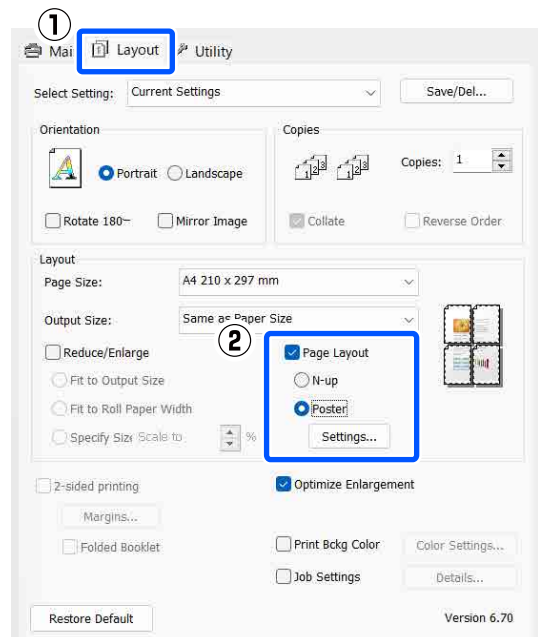 ①
Mai Layout Utility
Select Setting: Current Settings Save/Del...
Orientation Copies
Portrait Landscape Copies: 1
Rotate 180~ Mirror Image Collate Reverse Order
Layout
Page Size: A4 210 x 297 mm
Output Size: Same as Paper Size
②
Reduce/Enlarge Page Layout
Fit to Output Size N-up
Fit to Roll Paper Width Poster
Specify Size Scale to % Settings...
2-sided printing Optimize Enlargement
Margins...
Folded Booklet Print Bckg Color Color Settings...
Job Settings Details...
Restore Default Version 6.70